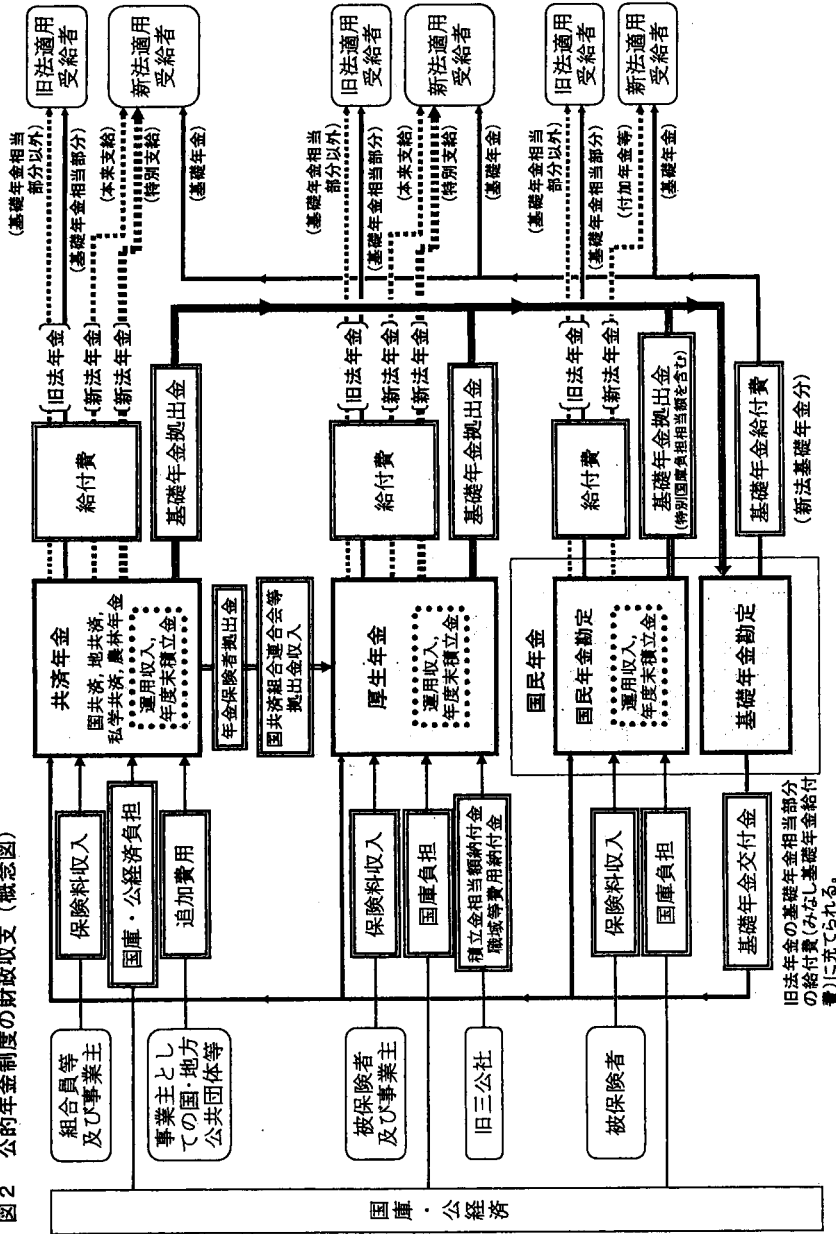 図2 公的年金制度の財政収支（概念図）
国庫・公経済
組合員等
及び事業主
事業主とし
ての国・地方
公共団体等
被保険者
及び事業主
旧三公社
被保険者
保険料収入
国庫・公経済負担
追加費用
保険料収入
国庫負担
積立金相当額納付金
職域等費用納付金
保険料収入
国庫負担
基礎年金交付金
旧法年金の基礎年金相当部分
の給付費（みなし基礎年金給付
費）に充てられる。
共済年金
国共済，地共済，
私学共済，農林年金
運用収入，
年度末積立金
年金保険者拠出金
国共済組合連合会等
拠出金収入
厚生年金
運用収入，
年度末積立金
国民年金
国民年金勘定
運用収入，
年度末積立金
基礎年金勘定
給付費
基礎年金拠出金
給付費
基礎年金拠出金
給付費
基礎年金拠出金
（特別国庫負担相当額を含む）
基礎年金給付費
（新法基礎年金分）
〔旧法年金〕
〔新法年金〕
〔新法年金〕
〔旧法年金〕
〔新法年金〕
〔新法年金〕
〔旧法年金〕
〔新法年金〕
（基礎年金相当
部分以外）
（基礎年金相当部分）
（本来支給）
（特別支給）
（基礎年金）
（基礎年金相当
部分以外）
（基礎年金相当部分）
（本来支給）
（特別支給）
（基礎年金）
（基礎年金相当
部分以外）
（基礎年金相当部分）
（付加年金等）
（基礎年金）
旧法適用
受給者
新法適用
受給者
旧法適用
受給者
新法適用
受給者
旧法適用
受給者
新法適用
受給者